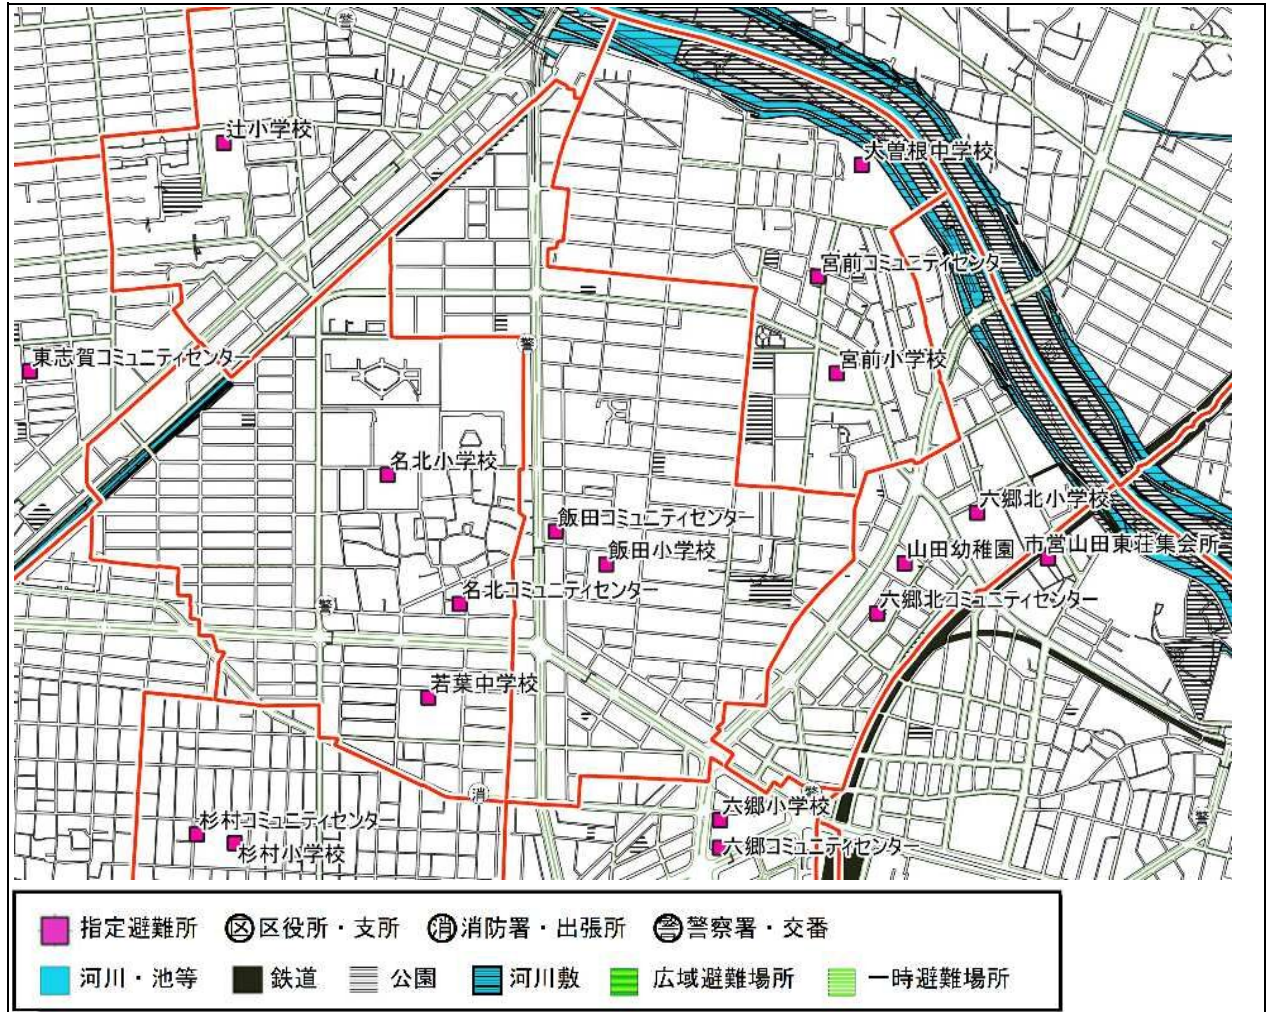 警
辻小学校
大曽根中学校
宮前コミュニティセンター
警
東志賀コミュニティセンター
宮前小学校
名北小学校
六郷北小学校
飯田コミュニティセンター
飯田小学校
山田幼稚園
市営山田東荘集会所
名北コミュニティセンター
警
六郷北コミュニティセンター
若葉中学校
消
警
六郷小学校
警
杉村コミュニティセンター
杉村小学校
六郷コミュニティセンター
指定避難所 区 区役所・支所 消 消防署・出張所 警 警察署・交番
河川・池等 鉄道 公園 河川敷 広域避難場所 一時避難場所